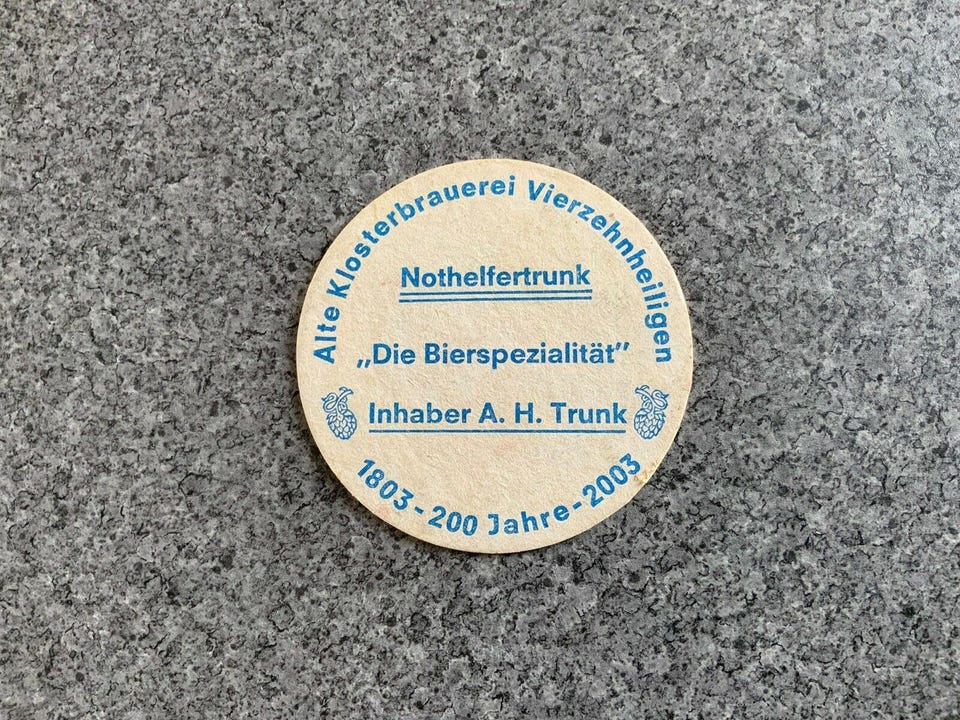 Alte Klosterbrauerei Vierzehnheiligen
Nothelfertrunk
„Die Bierspezialität”
Inhaber A. H. Trunk
1803 - 200 Jahre - 2003